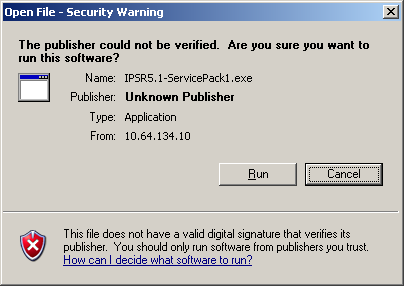 Open File - Security Warning
The publisher could not be verified.  Are you sure you want to
run this software?
Name: IPSR5.1-ServicePack1.exe
Publisher: Unknown Publisher
Type: Application
From: 10.64.134.10
Run Cancel
This file does not have a valid digital signature that verifies its
publisher.  You should only run software from publishers you trust.
How can I decide what software to run?